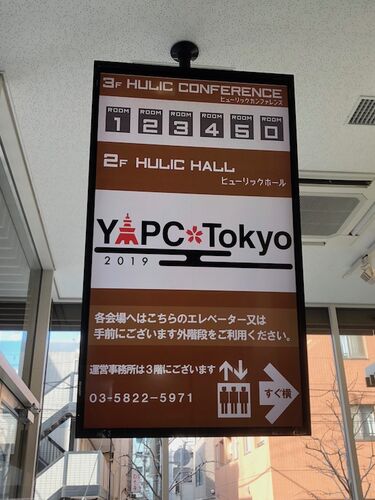 3F HULIC CONFERENCE
ヒューリックカンファレンス
ROOM 1 ROOM 2 ROOM 3 ROOM 4 ROOM 5 ROOM 0
2F HULIC HALL
ヒューリックホール
YAPC Tokyo
2019
各会場へはこちらのエレベーター又は
手前にございます外階段をご利用ください。
運営事務所は3階にございます
すぐ横
03-5822-5971